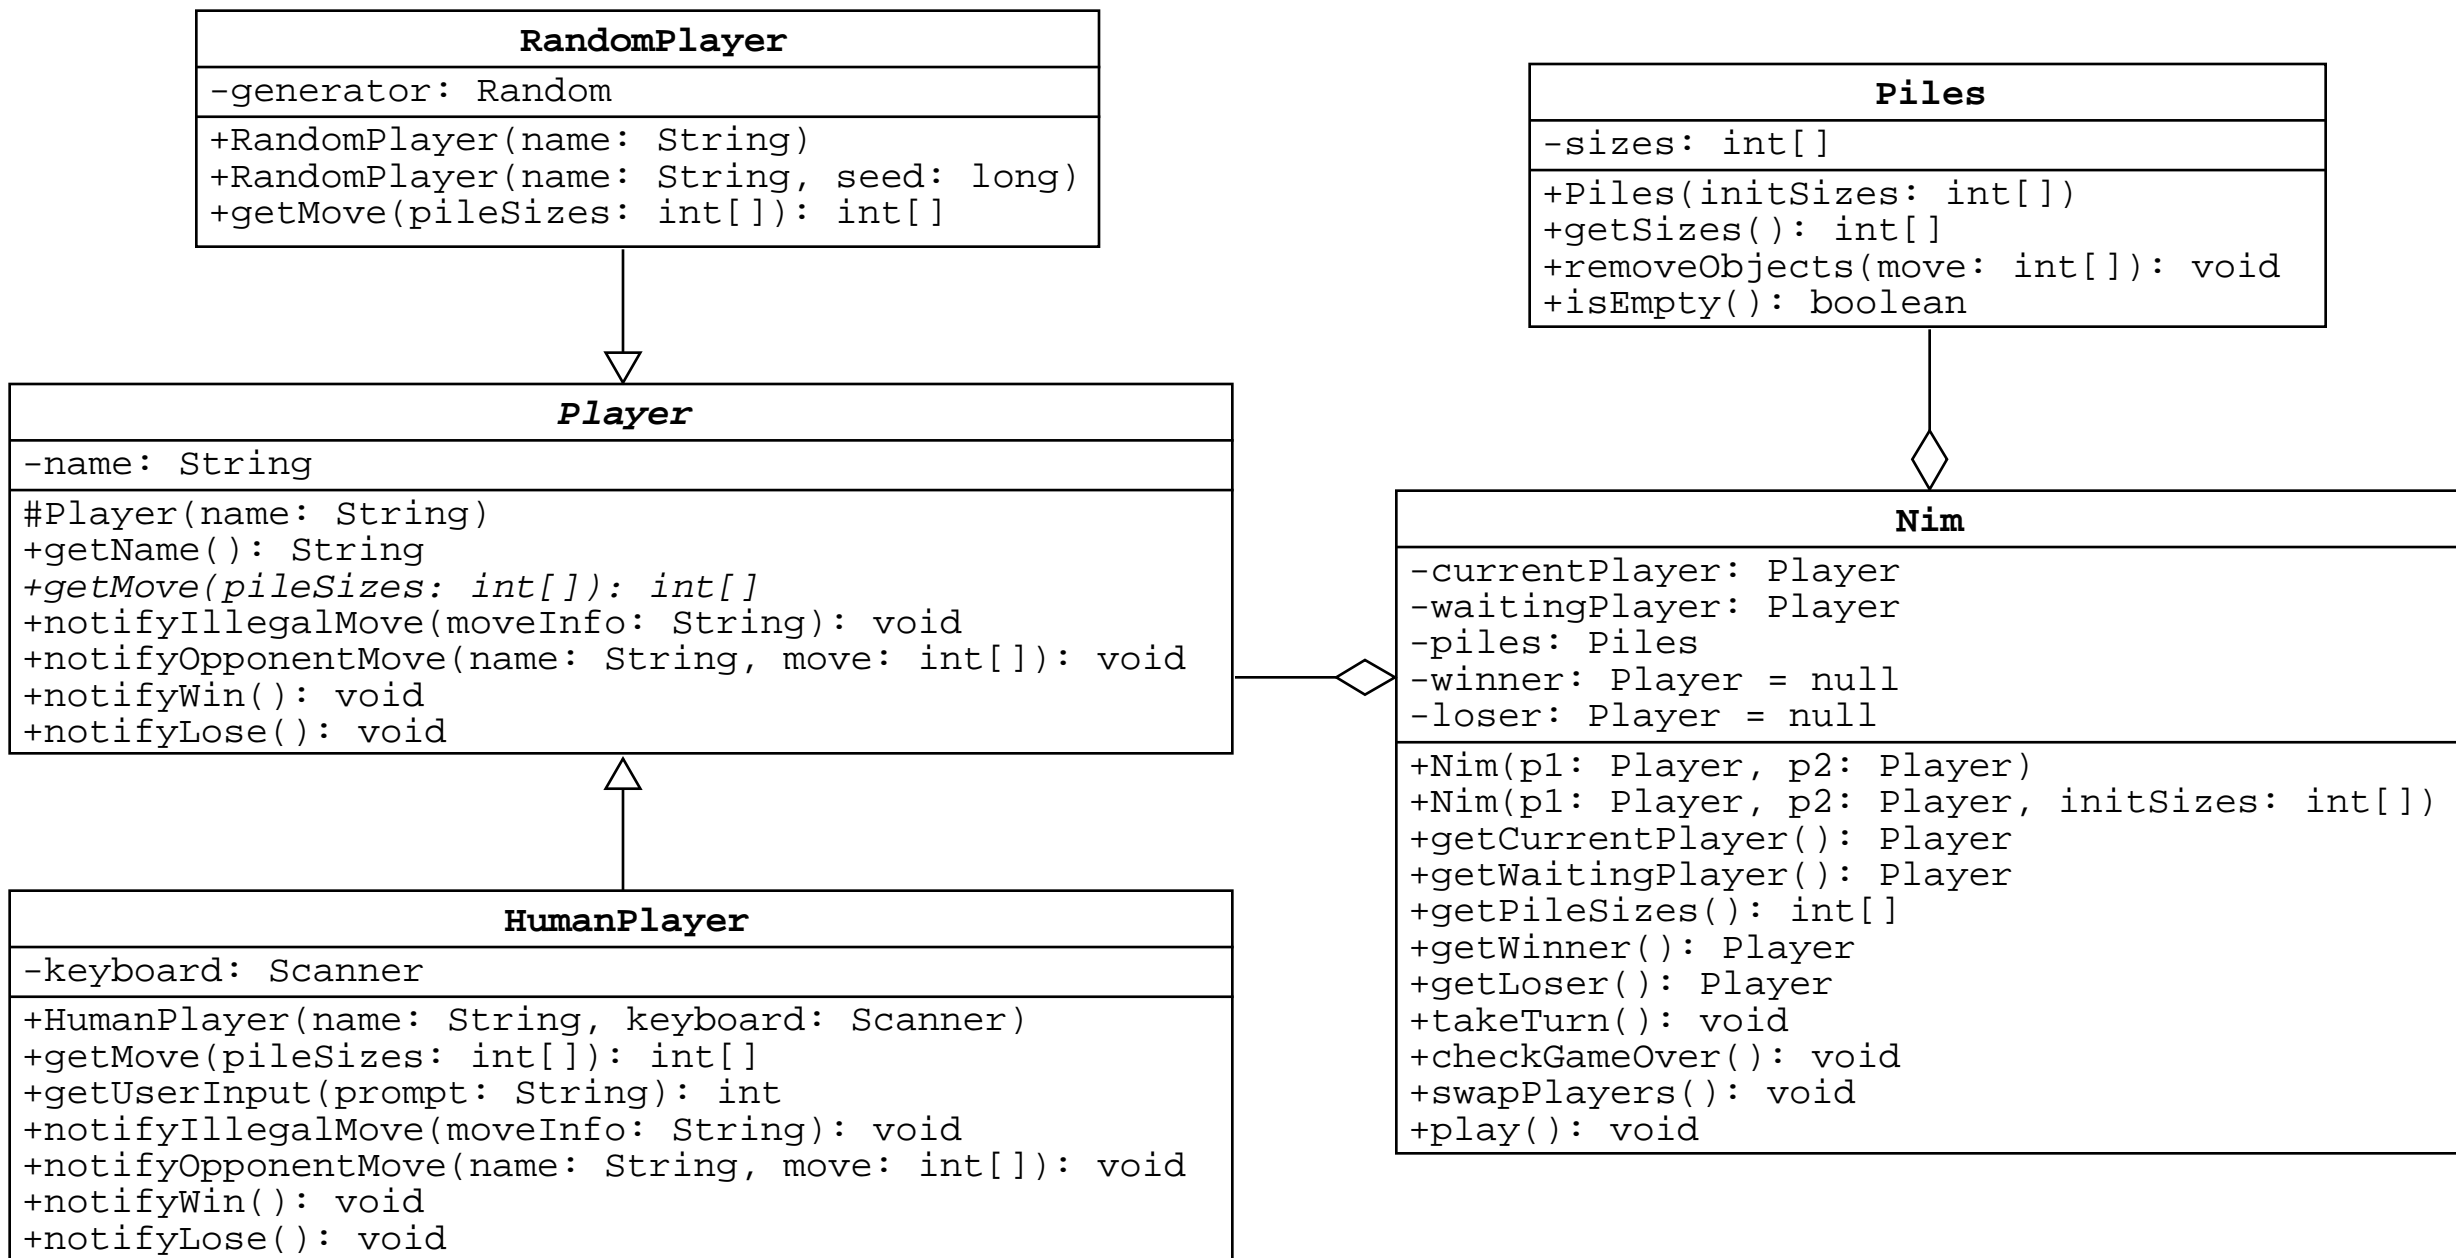 RandomPlayer
-generator: Random
+RandomPlayer(name: String)
+RandomPlayer(name: String, seed: long)
+getMove(pileSizes: int[]): int[]
Piles
-sizes: int[]
+Piles(initSizes: int[])
+getSizes(): int[]
+removeObjects(move: int[]): void
+isEmpty(): boolean
Player
-name: String
#Player(name: String)
+getName(): String
+getMove(pileSizes: int[]): int[]
+notifyIllegalMove(moveInfo: String): void
+notifyOpponentMove(name: String, move: int[]): void
+notifyWin(): void
+notifyLose(): void
Nim
-currentPlayer: Player
-waitingPlayer: Player
-piles: Piles
-winner: Player = null
-loser: Player = null
+Nim(p1: Player, p2: Player)
+Nim(p1: Player, p2: Player, initSizes: int[])
+getCurrentPlayer(): Player
+getWaitingPlayer(): Player
+getPileSizes(): int[]
+getWinner(): Player
+getLoser(): Player
+takeTurn(): void
+checkGameOver(): void
+swapPlayers(): void
+play(): void
HumanPlayer
-keyboard: Scanner
+HumanPlayer(name: String, keyboard: Scanner)
+getMove(pileSizes: int[]): int[]
+getUserInput(prompt: String): int
+notifyIllegalMove(moveInfo: String): void
+notifyOpponentMove(name: String, move: int[]): void
+notifyWin(): void
+notifyLose(): void